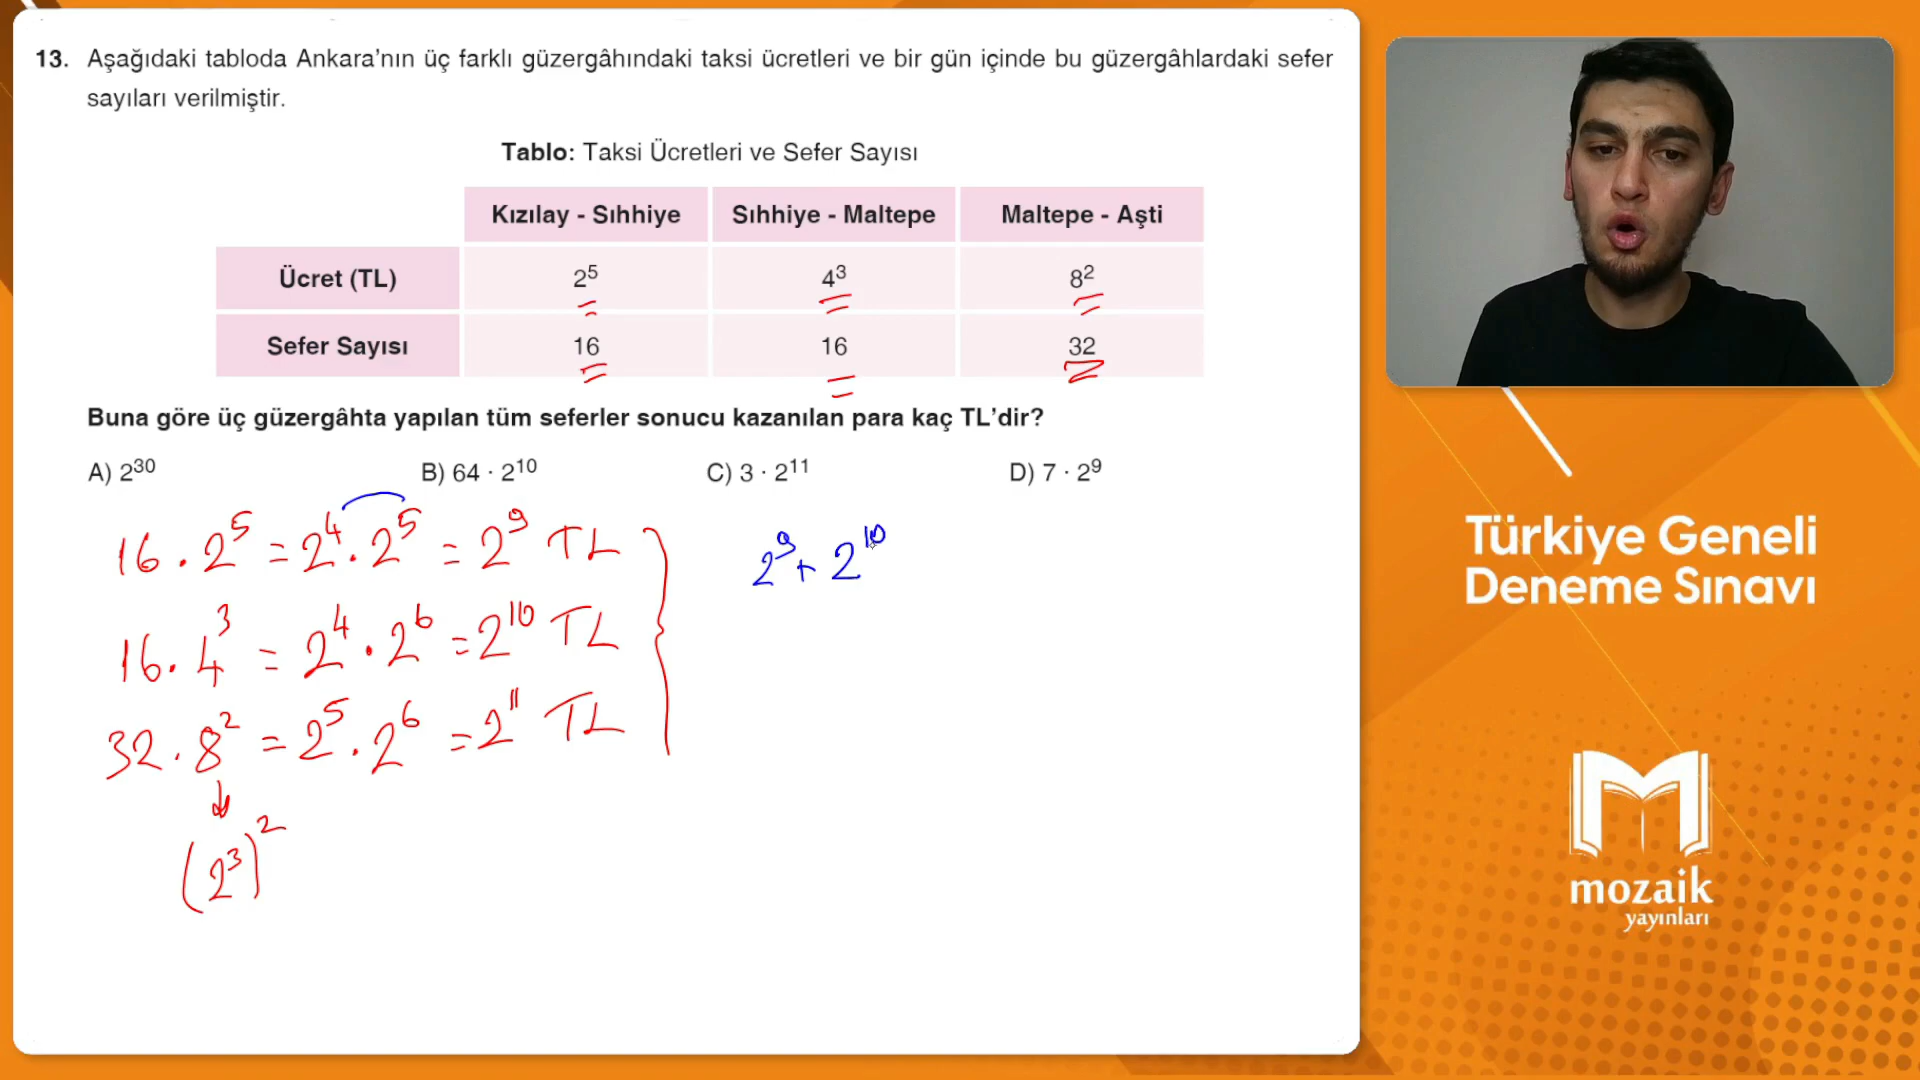 13. Aşağıdaki tabloda Ankara'nın üç farklı güzergâhındaki taksi ücretleri ve bir gün içinde bu güzergâhlardaki sefer
sayıları verilmiştir.
Tablo: Taksi Ücretleri ve Sefer Sayısı
Kızılay - Sıhhiye Sıhhiye - Maltepe Maltepe - Aşti
Ücret (TL) 2⁵ 4³ 8²
Sefer Sayısı 16 16 32
Buna göre üç güzergâhta yapılan tüm seferler sonucu kazanılan para kaç TL'dir?
A) 2³⁰ B) 64 · 2¹⁰ C) 3 · 2¹¹ D) 7 · 2⁹
16 · 2⁵ = 2⁴ · 2⁵ = 2⁹ TL
16 · 4³ = 2⁴ · 2⁶ = 2¹⁰ TL
32 · 8² = 2⁵ · 2⁶ = 2¹¹ TL
(2³)²
2⁹ + 2¹⁰
Türkiye Geneli
Deneme Sınavı
mozaik
yayınları